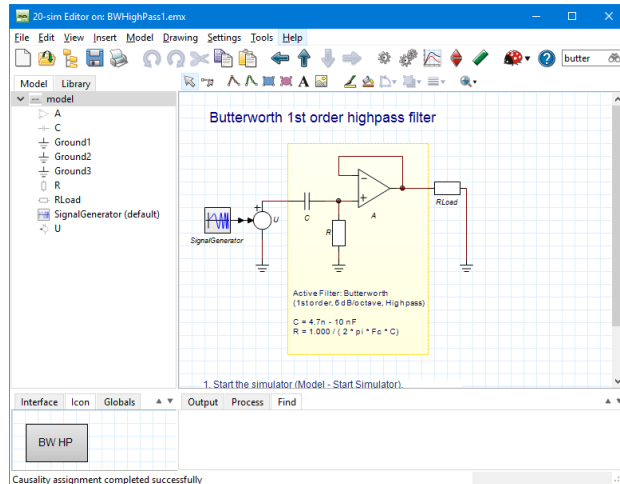 20-sim Editor on: BWHighPass1.emx
File Edit View Insert Model Drawing Settings Tools Help
butter
Model Library
model
A
C
Ground1
Ground2
Ground3
R
RLoad
SignalGenerator (default)
U
Butterworth 1st order highpass filter
SignalGenerator
U
C
R
A
RLoad
Active Filter: Butterworth
(1st order, 6 dB/octave, Highpass)
C = 4.7n - 10 nF
R = 1.000 / ( 2 * pi * Fc * C)
1. Start the simulator (Model - Start Simulator).
Interface Icon Globals
Output Process Find
BW HP
Causality assignment completed successfully